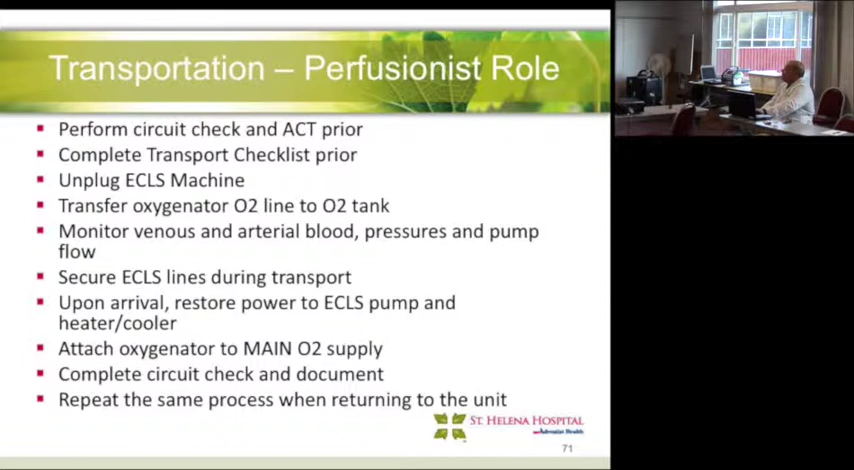 Transportation – Perfusionist Role
Perform circuit check and ACT prior
Complete Transport Checklist prior
Unplug ECLS Machine
Transfer oxygenator O2 line to O2 tank
Monitor venous and arterial blood, pressures and pump
flow
Secure ECLS lines during transport
Upon arrival, restore power to ECLS pump and
heater/cooler
Attach oxygenator to MAIN O2 supply
Complete circuit check and document
Repeat the same process when returning to the unit
ST. HELENA HOSPITAL
Adventist Health
71